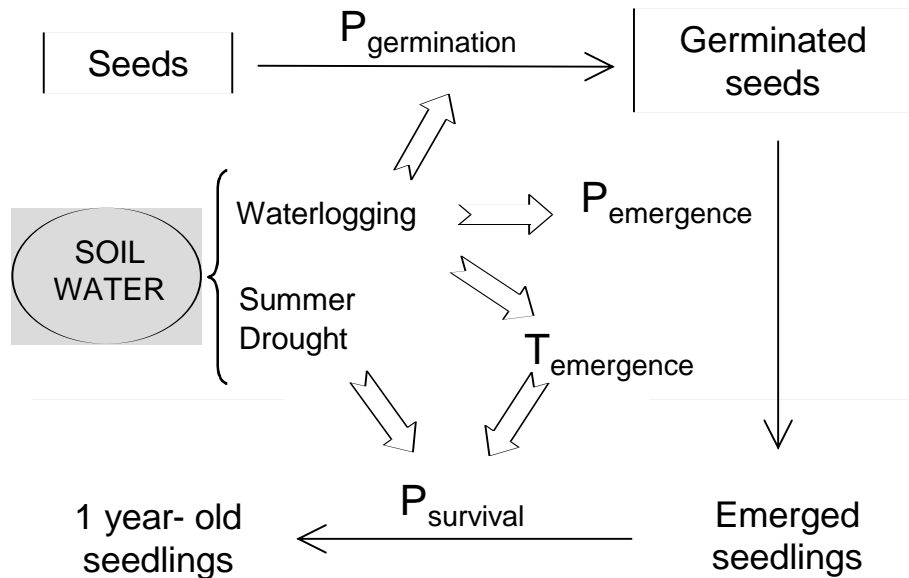 Seeds
P germination
Germinated
seeds
SOIL
WATER
Waterlogging
P emergence
Summer
Drought
T emergence
1 year- old
seedlings
P survival
Emerged
seedlings